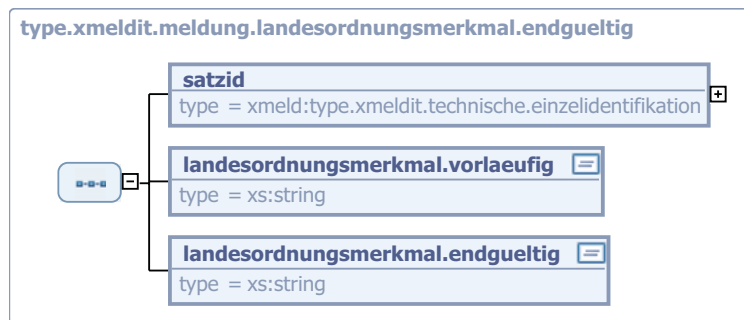 type.xmeldit.meldung.landesordnungsmerkmal.endgueltig
satzid
type = xmeld:type.xmeldit.technische.einzelidentifikation
landesordnungsmerkmal.vorlaeufig
type = xs:string
landesordnungsmerkmal.endgueltig
type = xs:string